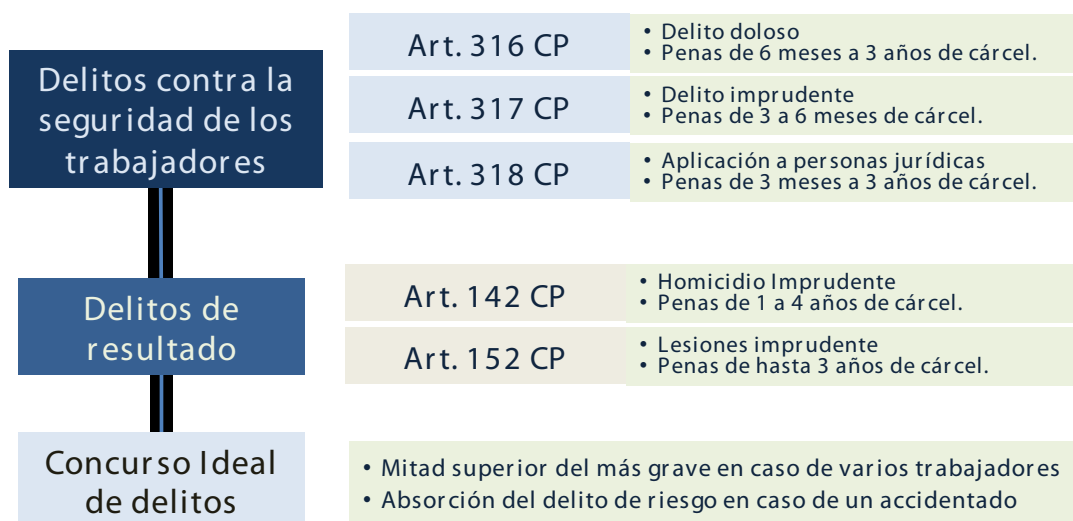 Delitos contra la
seguridad de los
trabajadores
Art. 316 CP
• Delito doloso
• Penas de 6 meses a 3 años de cárcel.
Art. 317 CP
• Delito imprudente
• Penas de 3 a 6 meses de cárcel.
Art. 318 CP
• Aplicación a personas jurídicas
• Penas de 3 meses a 3 años de cárcel.
Delitos de
resultado
Art. 142 CP
• Homicidio Imprudente
• Penas de 1 a 4 años de cárcel.
Art. 152 CP
• Lesiones imprudente
• Penas de hasta 3 años de cárcel.
Concurso Ideal
de delitos
• Mitad superior del más grave en caso de varios trabajadores
• Absorción del delito de riesgo en caso de un accidentado